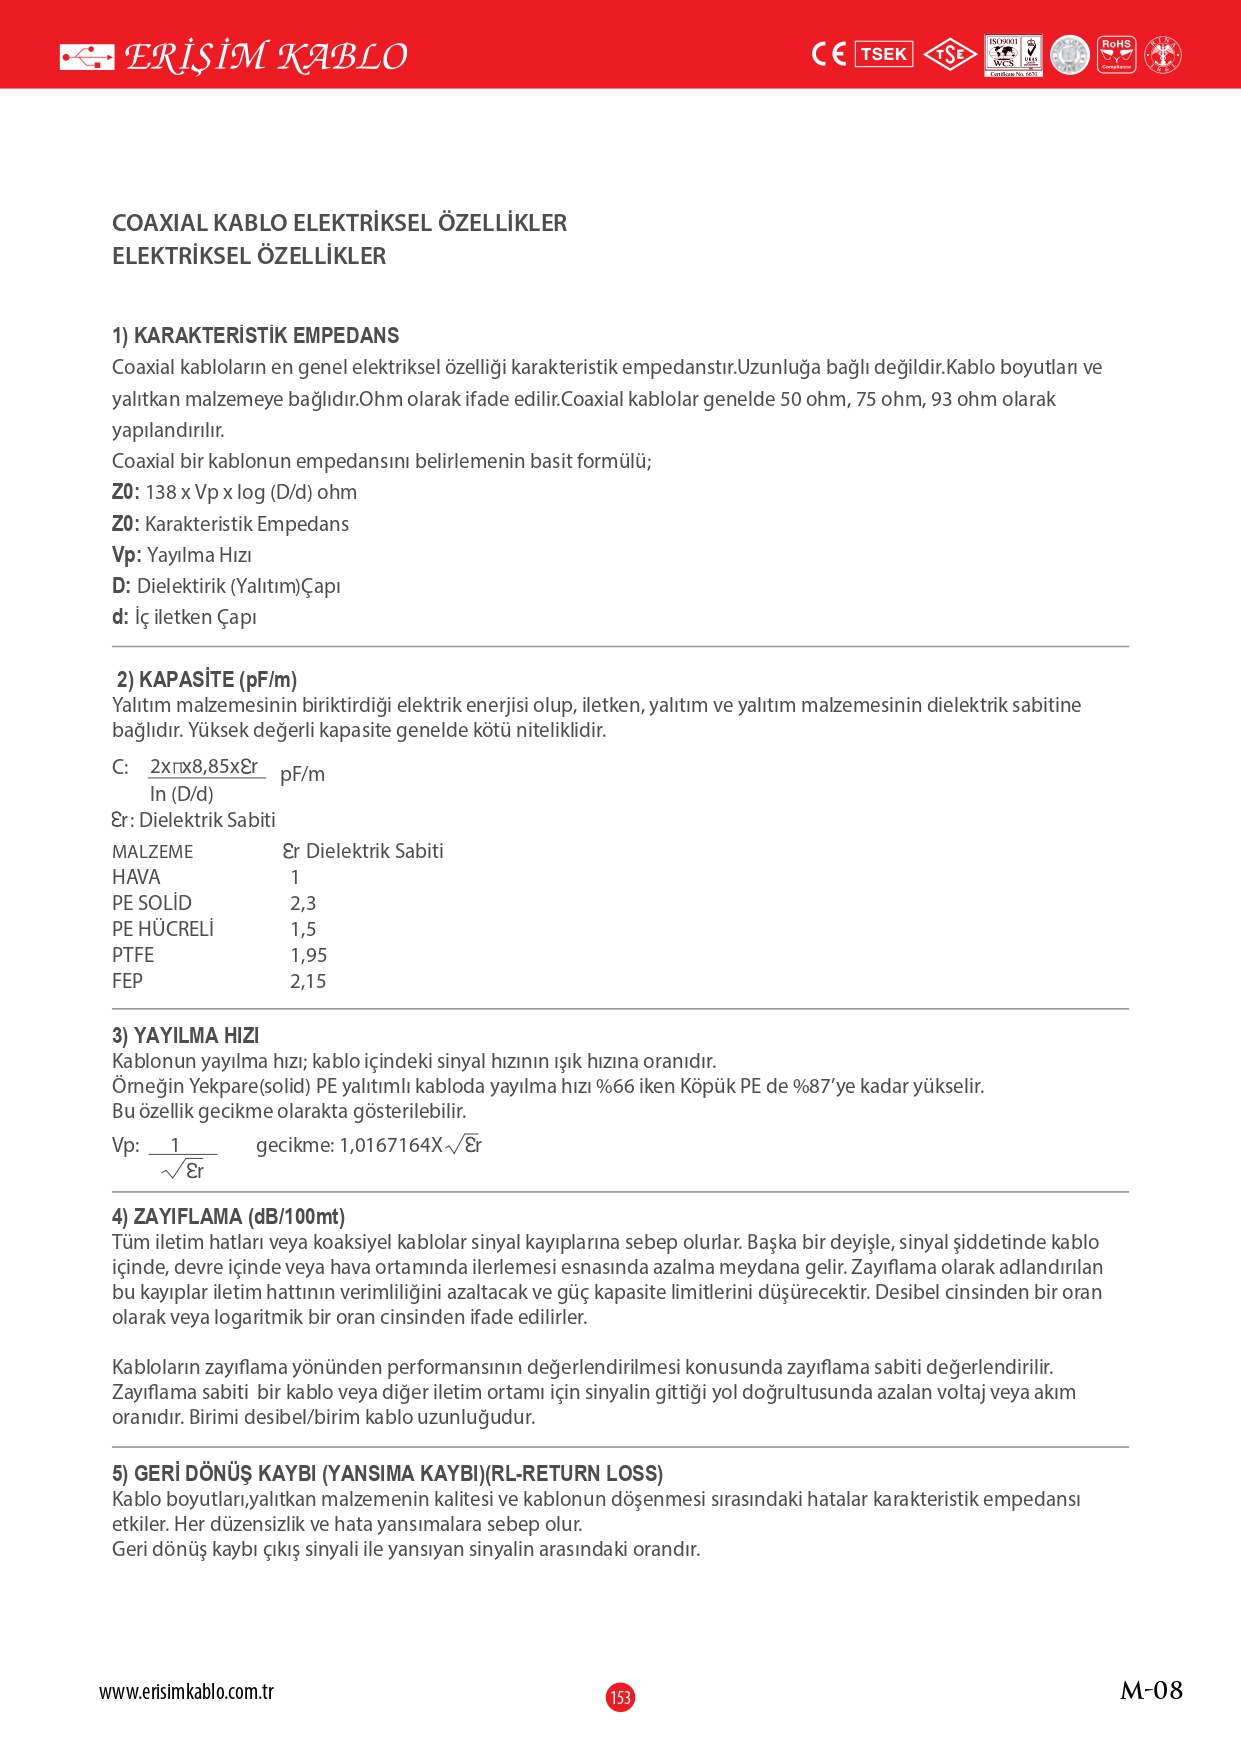 ERİŞİM KABLO
CE TSEK TSE ISO9001 WCS UKAS RoHS Compliance
Certificate No. 6670
COAXIAL KABLO ELEKTRİKSEL ÖZELLİKLER
ELEKTRİKSEL ÖZELLİKLER
1) KARAKTERİSTİK EMPEDANS
Coaxial kabloların en genel elektriksel özelliği karakteristik empedanstır.Uzunluğa bağlı değildir.Kablo boyutları ve
yalıtkan malzemeye bağlıdır.Ohm olarak ifade edilir.Coaxial kablolar genelde 50 ohm, 75 ohm, 93 ohm olarak
yapılandırılır.
Coaxial bir kablonun empedansını belirlemenin basit formülü;
Z0: 138 x Vp x log (D/d) ohm
Z0: Karakteristik Empedans
Vp: Yayılma Hızı
D: Dielektirik (Yalıtım)Çapı
d: İç iletken Çapı
2) KAPASİTE (pF/m)
Yalıtım malzemesinin biriktirdiği elektrik enerjisi olup, iletken, yalıtım ve yalıtım malzemesinin dielektrik sabitine
bağlıdır. Yüksek değerli kapasite genelde kötü niteliklidir.
C: 2xπx8,85xƐr pF/m
ln (D/d)
Ɛr: Dielektrik Sabiti
MALZEME Ɛr Dielektrik Sabiti
HAVA 1
PE SOLİD 2,3
PE HÜCRELİ 1,5
PTFE 1,95
FEP 2,15
3) YAYILMA HIZI
Kablonun yayılma hızı; kablo içindeki sinyal hızının ışık hızına oranıdır.
Örneğin Yekpare(solid) PE yalıtımlı kabloda yayılma hızı %66 iken Köpük PE de %87’ye kadar yükselir.
Bu özellik gecikme olarakta gösterilebilir.
Vp: 1 gecikme: 1,0167164X√Ɛr
√Ɛr
4) ZAYIFLAMA (dB/100mt)
Tüm iletim hatları veya koaksiyel kablolar sinyal kayıplarına sebep olurlar. Başka bir deyişle, sinyal şiddetinde kablo
içinde, devre içinde veya hava ortamında ilerlemesi esnasında azalma meydana gelir. Zayıflama olarak adlandırılan
bu kayıplar iletim hattının verimliliğini azaltacak ve güç kapasite limitlerini düşürecektir. Desibel cinsinden bir oran
olarak veya logaritmik bir oran cinsinden ifade edilirler.
Kabloların zayıflama yönünden performansının değerlendirilmesi konusunda zayıflama sabiti değerlendirilir.
Zayıflama sabiti bir kablo veya diğer iletim ortamı için sinyalin gittiği yol doğrultusunda azalan voltaj veya akım
oranıdır. Birimi desibel/birim kablo uzunluğudur.
5) GERİ DÖNÜŞ KAYBI (YANSIMA KAYBI)(RL-RETURN LOSS)
Kablo boyutları,yalıtkan malzemenin kalitesi ve kablonun döşenmesi sırasındaki hatalar karakteristik empedansı
etkiler. Her düzensizlik ve hata yansımalara sebep olur.
Geri dönüş kaybı çıkış sinyali ile yansıyan sinyalin arasındaki orandır.
www.erisimkablo.com.tr
153
M-08